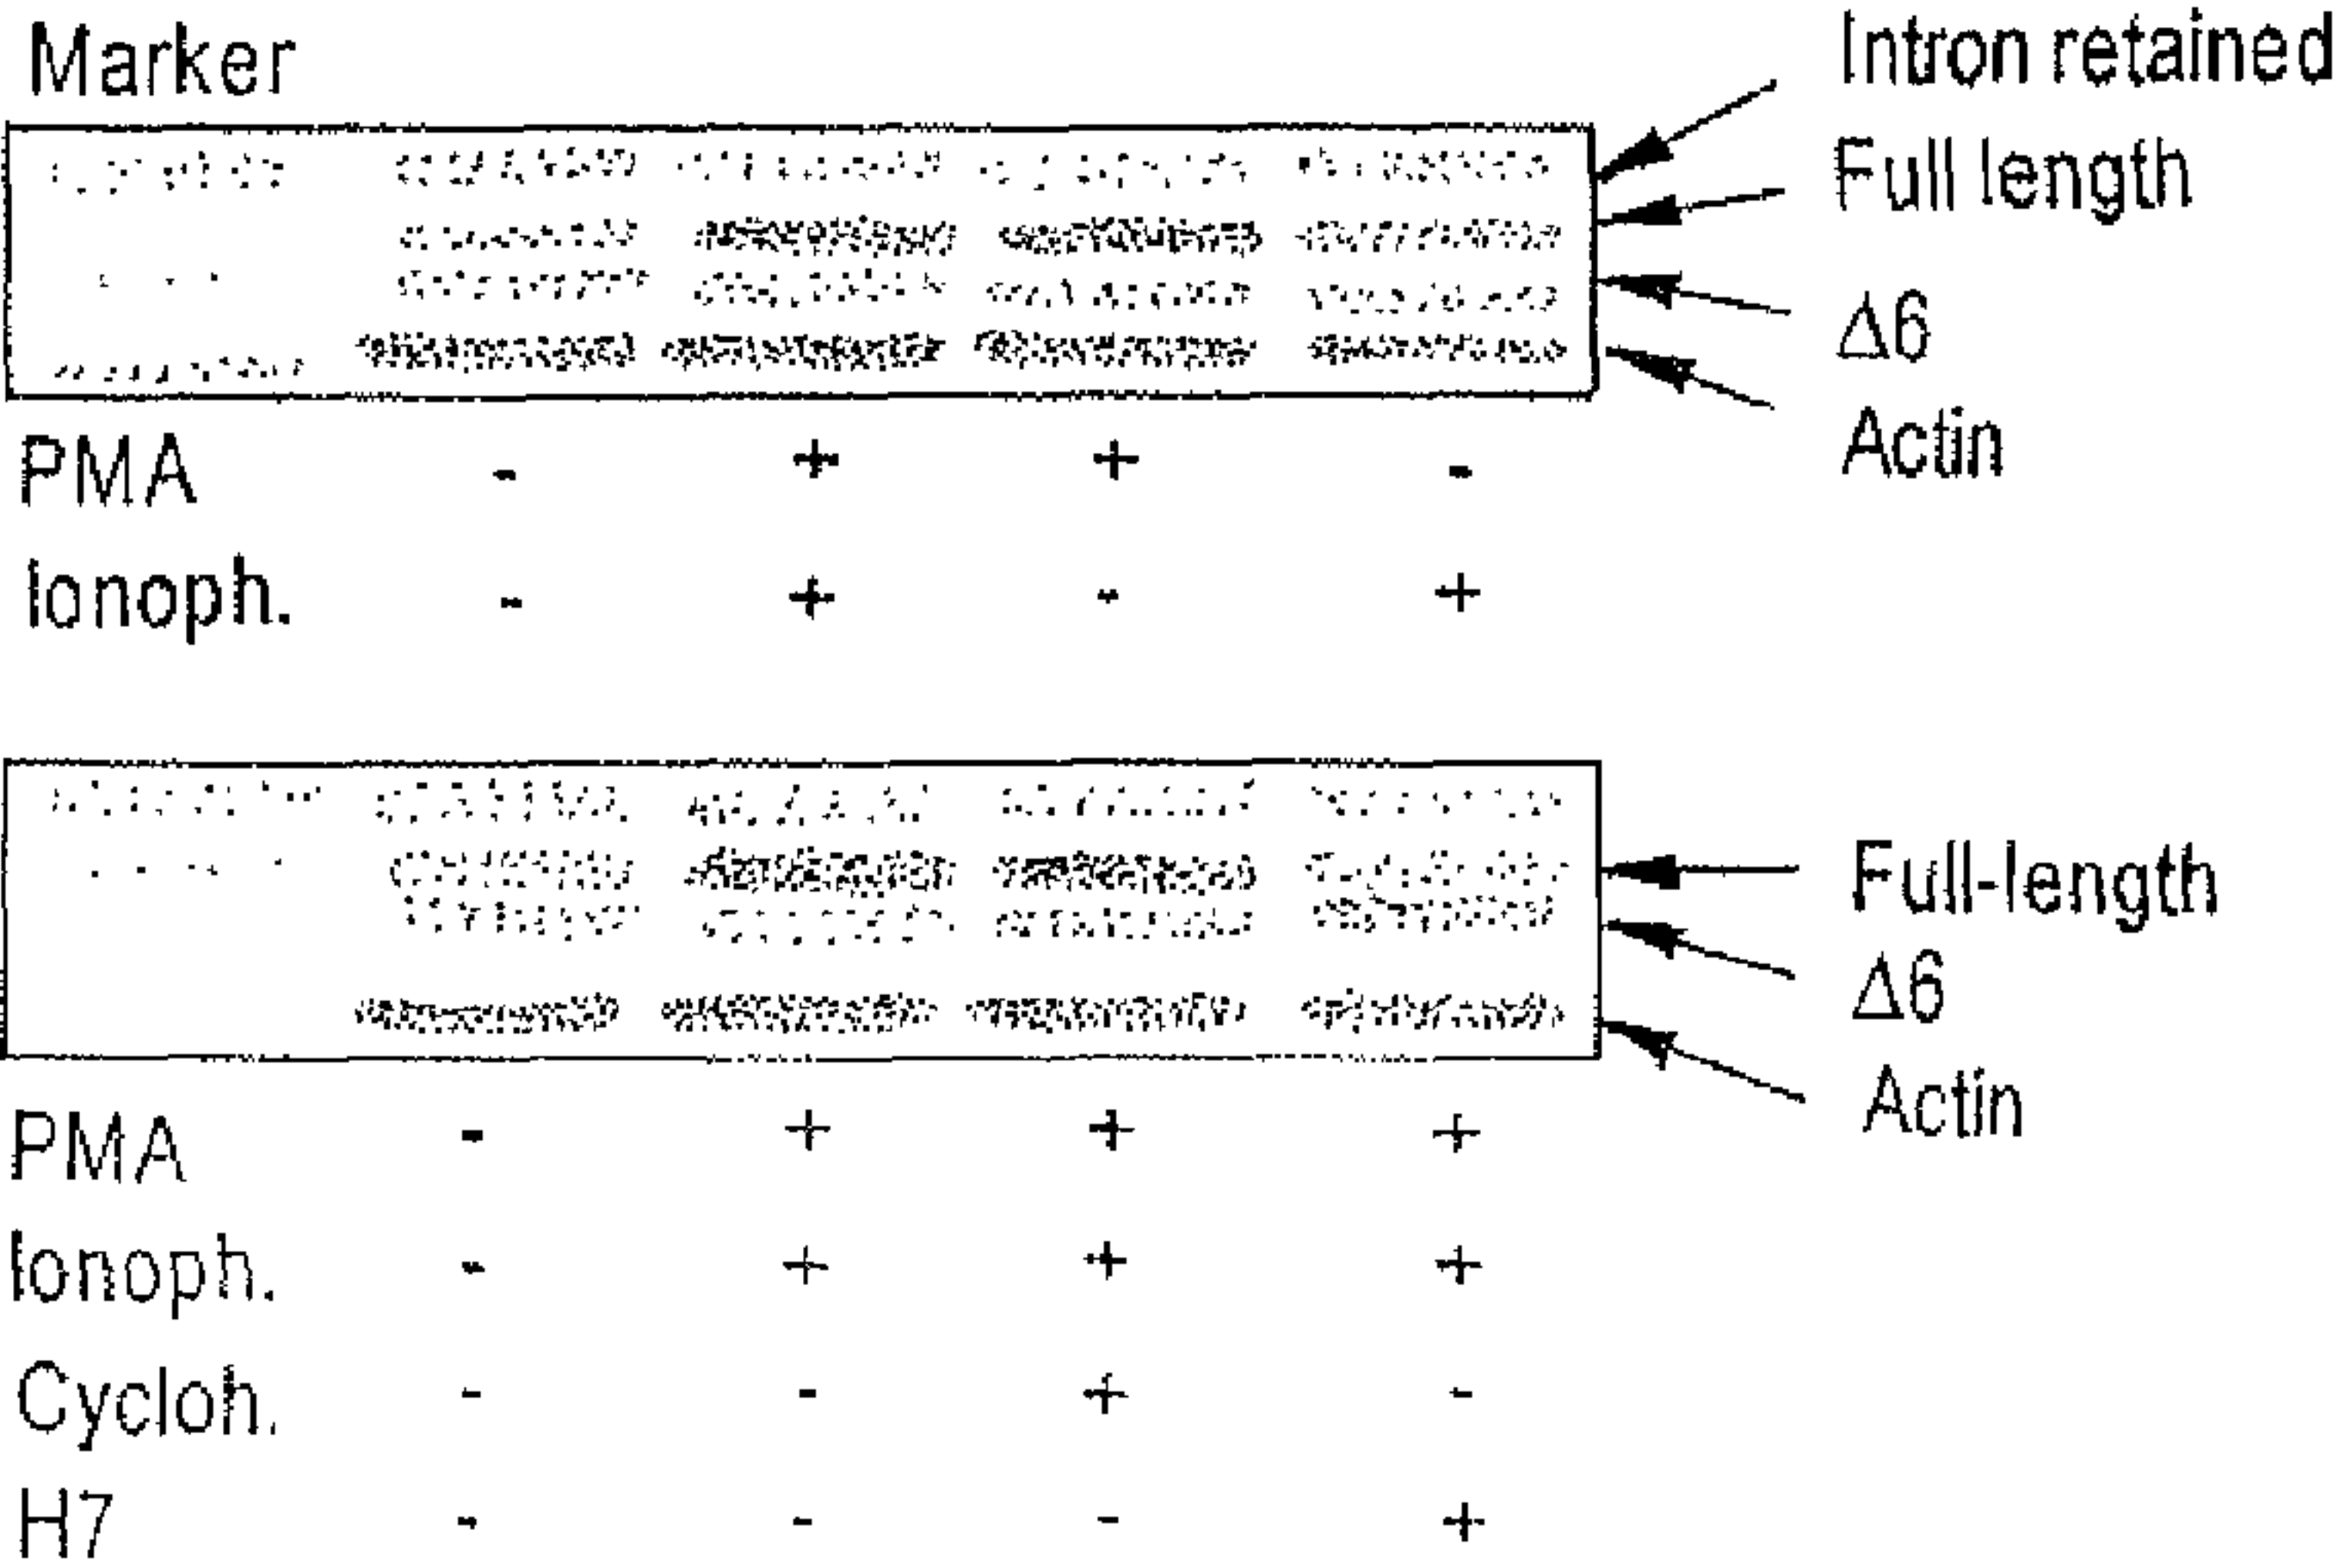 Marker
Intron retained
Full length
Δ6
Actin
PMA - + + -
Ionoph. - + - +
Full-length
Δ6
Actin
PMA - + + +
Ionoph. - + + +
Cycloh. - - + -
H7 - - - +